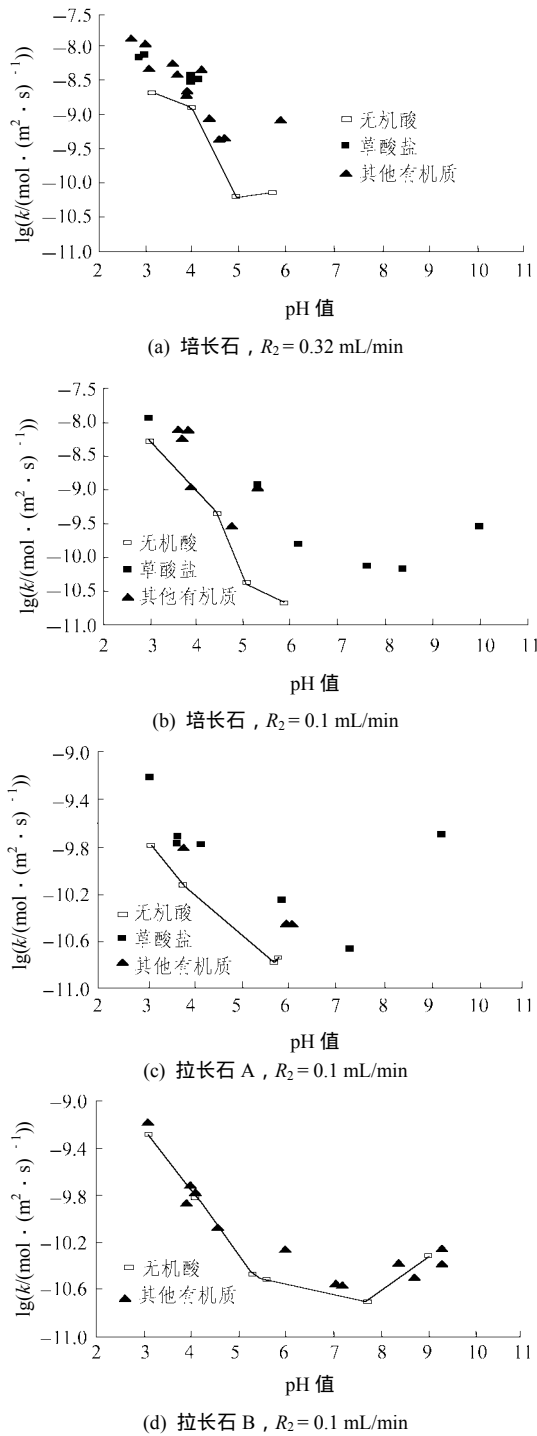 lg(k/(mol · (m² · s)⁻¹))
−7.5
−8.0
−8.5
−9.0
−9.5
−10.0
−10.5
−11.0
无机酸
草酸盐
其他有机质
2 3 4 5 6 7 8 9 10 11
pH 值
(a) 培长石，R₂ = 0.32 mL/min
lg(k/(mol · (m² · s)⁻¹))
−7.5
−8.0
−8.5
−9.0
−9.5
−10.0
−10.5
−11.0
无机酸
草酸盐
其他有机质
2 3 4 5 6 7 8 9 10 11
pH 值
(b) 培长石，R₂ = 0.1 mL/min
lg(k/(mol · (m² · s)⁻¹))
−9.0
−9.4
−9.8
−10.2
−10.6
−11.0
无机酸
草酸盐
其他有机质
2 3 4 5 6 7 8 9 10 11
pH 值
(c) 拉长石 A，R₂ = 0.1 mL/min
lg(k/(mol · (m² · s)⁻¹))
−9.0
−9.4
−9.8
−10.2
−10.6
−11.0
无机酸
其他有机质
2 3 4 5 6 7 8 9 10 11
pH 值
(d) 拉长石 B，R₂ = 0.1 mL/min